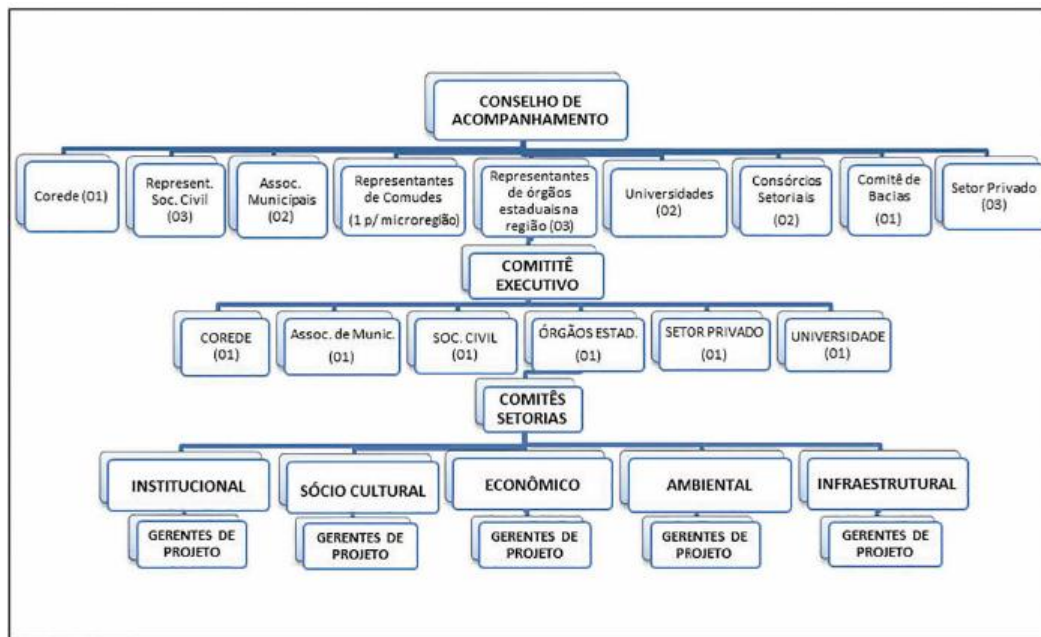 CONSELHO DE
ACOMPANHAMENTO
Corede (01)
Represent.
Soc. Civil
(03)
Assoc.
Municipais
(02)
Representantes
de Comudes
(1 p/ microregião)
Representantes
de órgãos
estaduais na
região (03)
Universidades
(02)
Consórcios
Setoriais
(02)
Comitê de
Bacias
(01)
Setor Privado
(03)
COMITITÊ
EXECUTIVO
COREDE
(01)
Assoc. de Munic.
(01)
SOC. CIVIL
(01)
ÓRGÃOS ESTAD.
(01)
SETOR PRIVADO
(01)
UNIVERSIDADE
(01)
COMITÊS
SETORIAS
INSTITUCIONAL
SÓCIO CULTURAL
ECONÔMICO
AMBIENTAL
INFRAESTRUTURAL
GERENTES DE
PROJETO
GERENTES DE
PROJETO
GERENTES DE
PROJETO
GERENTES DE
PROJETO
GERENTES DE
PROJETO